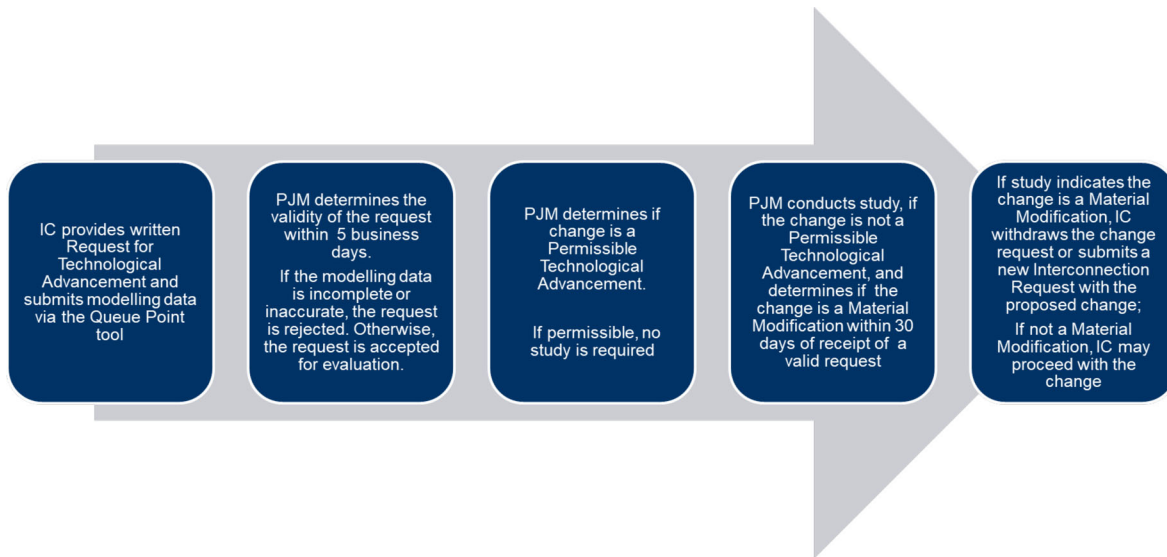 IC provides written
Request for
Technological
Advancement and
submits modelling data
via the Queue Point
tool
PJM determines the
validity of the request
within 5 business
days.
If the modelling data
is incomplete or
inaccurate, the request
is rejected. Otherwise,
the request is accepted
for evaluation.
PJM determines if
change is a
Permissible
Technological
Advancement.
If permissible, no
study is required
PJM conducts study, if
the change is not a
Permissible
Technological
Advancement, and
determines if the
change is a Material
Modification within 30
days of receipt of a
valid request
If study indicates the
change is a Material
Modification, IC
withdraws the change
request or submits a
new Interconnection
Request with the
proposed change;
If not a Material
Modification, IC may
proceed with the
change